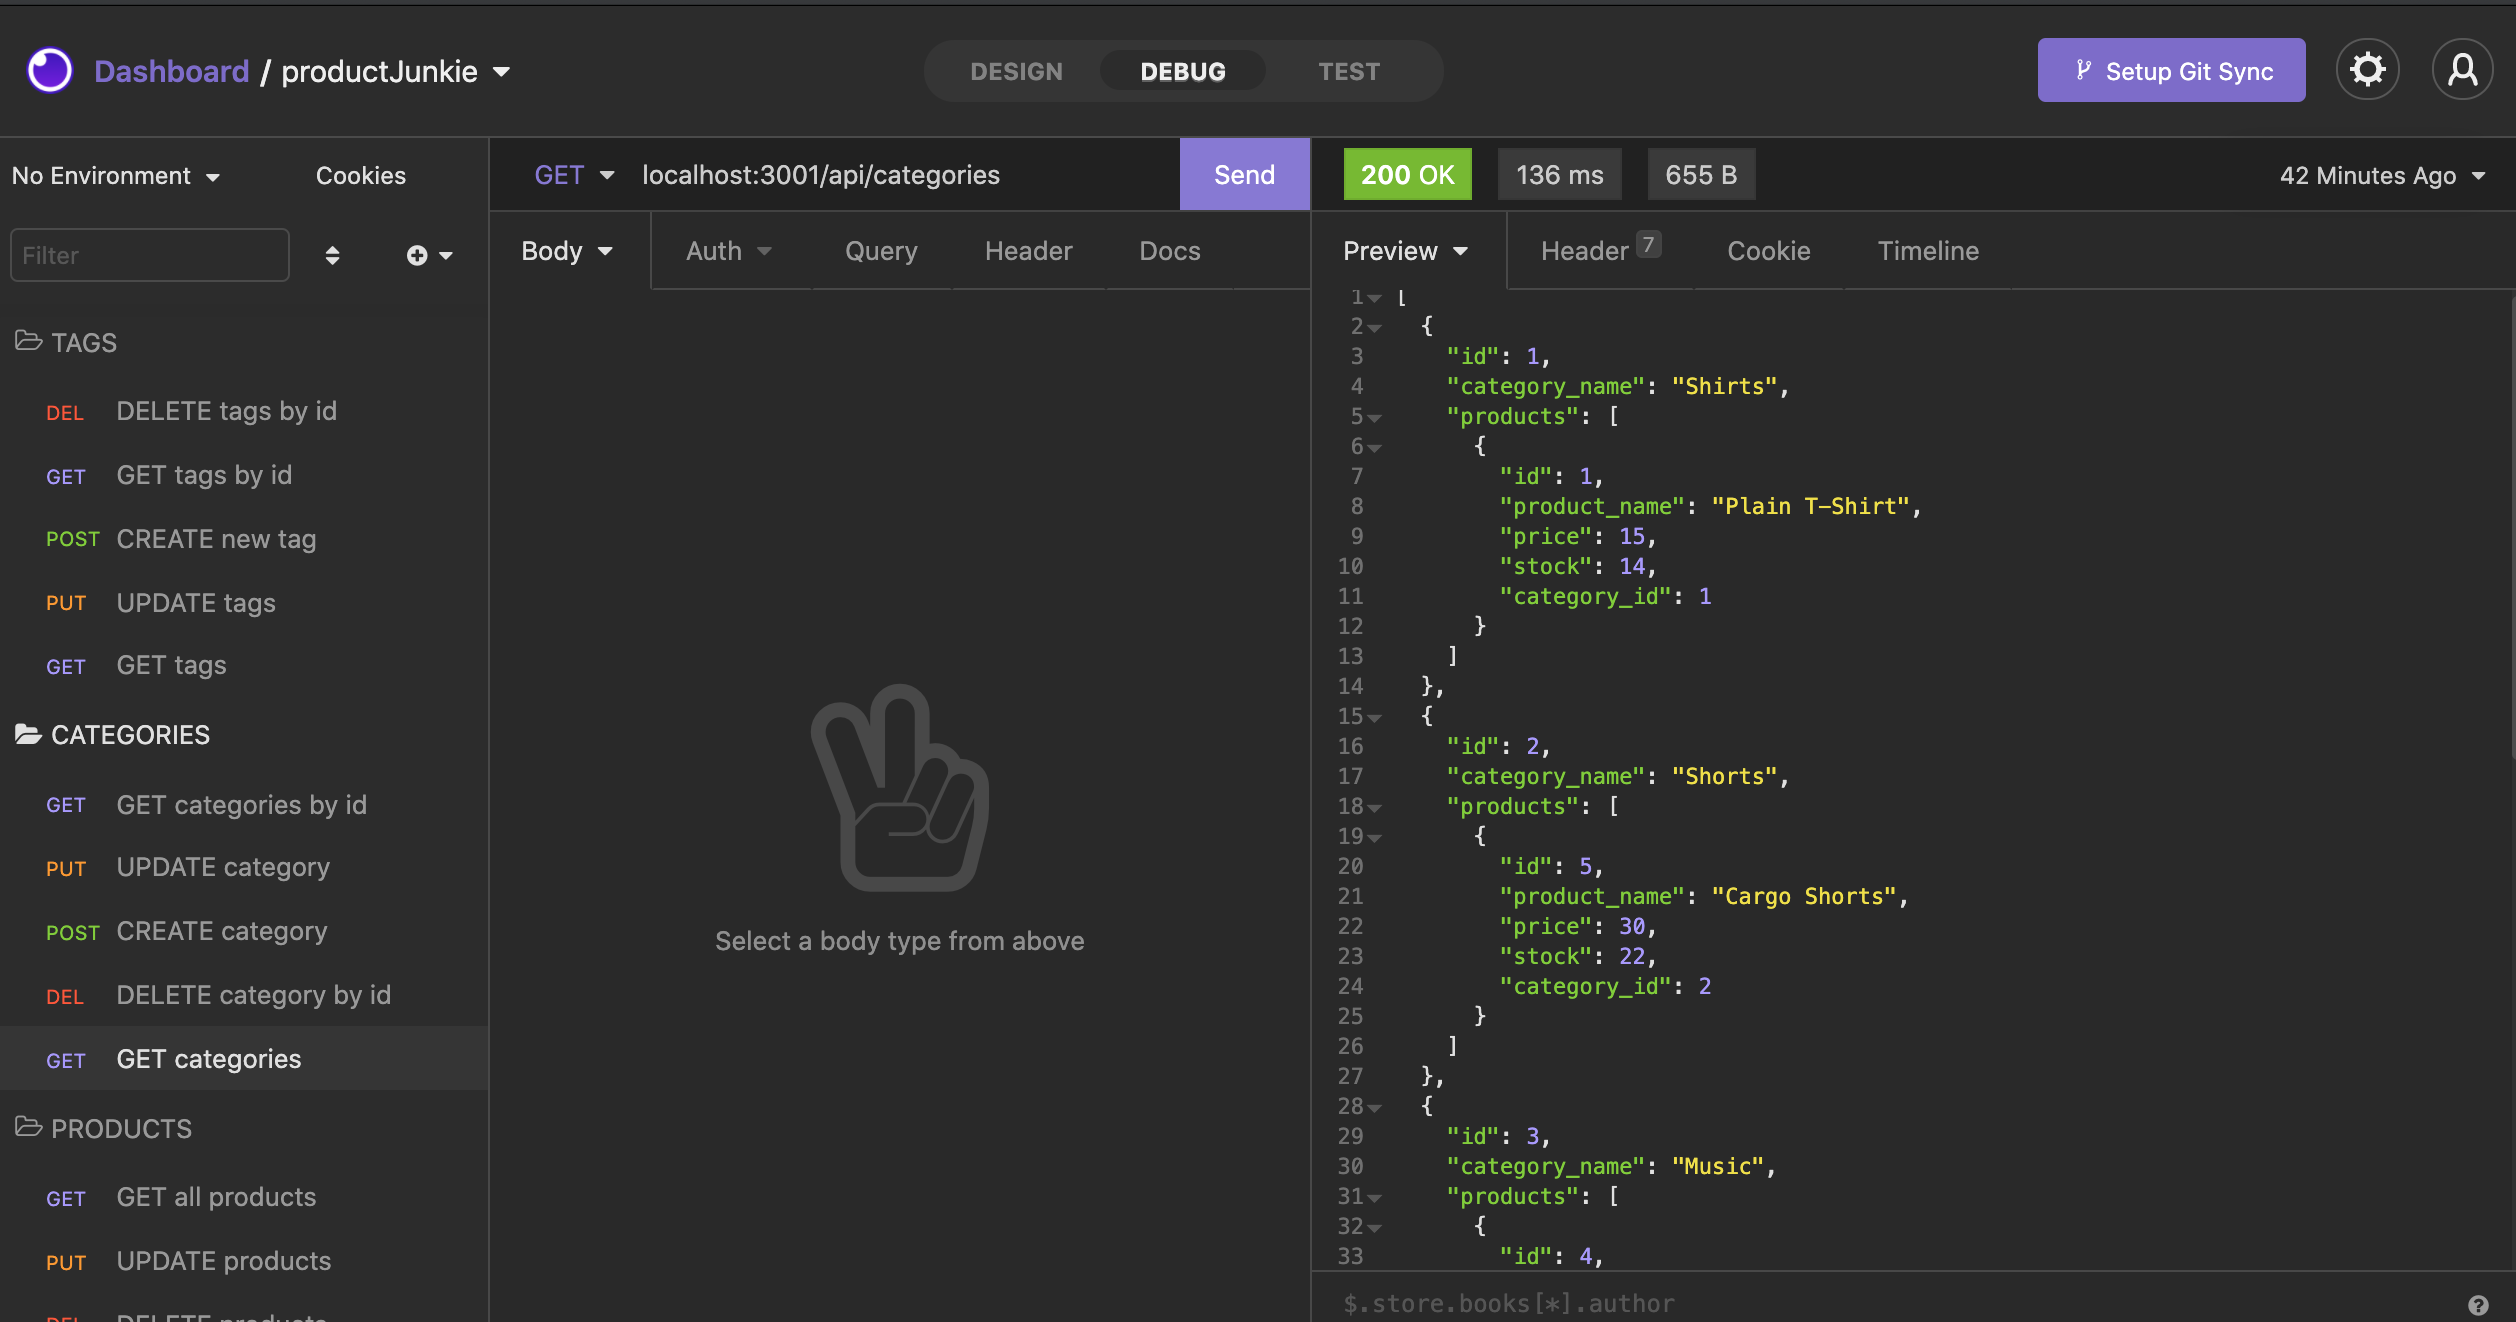 Dashboard / productJunkie
DESIGN DEBUG TEST
Setup Git Sync
No Environment Cookies
Filter
TAGS
DEL DELETE tags by id
GET GET tags by id
POST CREATE new tag
PUT UPDATE tags
GET GET tags
CATEGORIES
GET GET categories by id
PUT UPDATE category
POST CREATE category
DEL DELETE category by id
GET GET categories
PRODUCTS
GET GET all products
PUT UPDATE products
DEL DELETE products
GET localhost:3001/api/categories Send
Body Auth Query Header Docs
Select a body type from above
200 OK 136 ms 655 B 42 Minutes Ago
Preview Header 7 Cookie Timeline
1 [
2 {
3 "id": 1,
4 "category_name": "Shirts",
5 "products": [
6 {
7 "id": 1,
8 "product_name": "Plain T-Shirt",
9 "price": 15,
10 "stock": 14,
11 "category_id": 1
12 }
13 ]
14 },
15 {
16 "id": 2,
17 "category_name": "Shorts",
18 "products": [
19 {
20 "id": 5,
21 "product_name": "Cargo Shorts",
22 "price": 30,
23 "stock": 22,
24 "category_id": 2
25 }
26 ]
27 },
28 {
29 "id": 3,
30 "category_name": "Music",
31 "products": [
32 {
33 "id": 4,
$.store.books[*].author
?